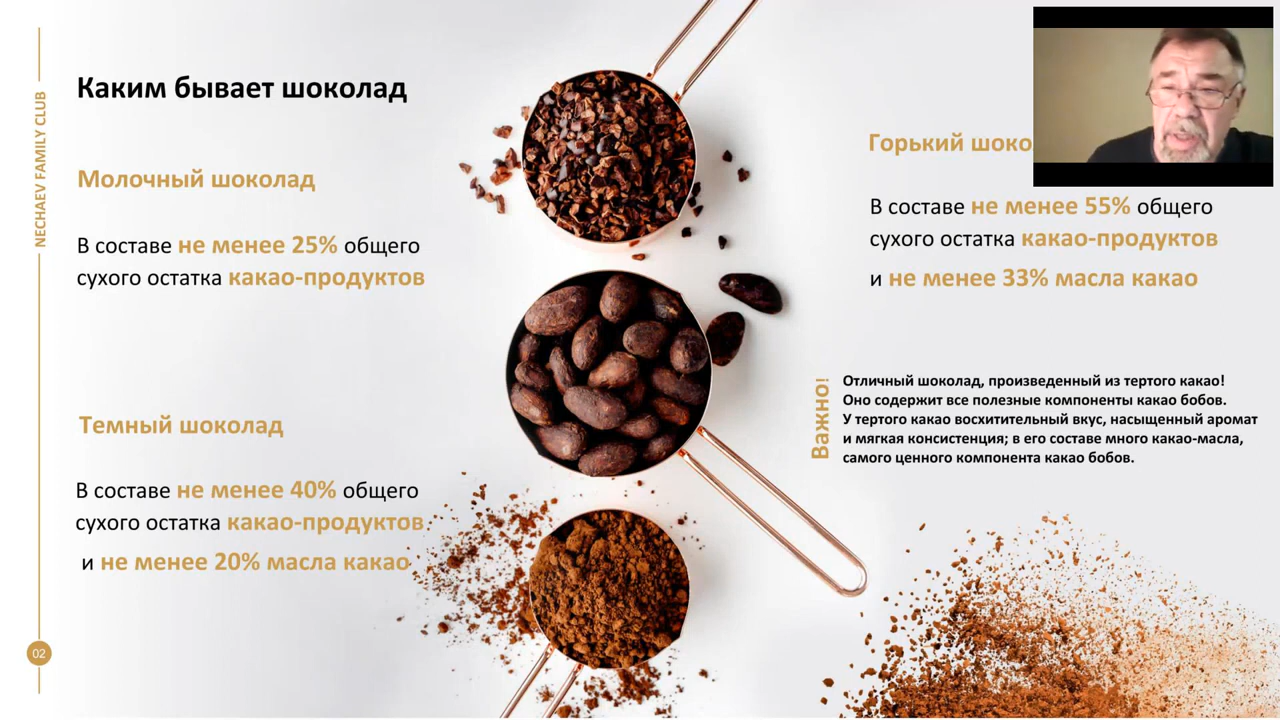 NECHAEV FAMILY CLUB
Каким бывает шоколад
Молочный шоколад
В составе не менее 25% общего
сухого остатка какао-продуктов
Темный шоколад
В составе не менее 40% общего
сухого остатка какао-продуктов
и не менее 20% масла какао
Горький
В составе не менее 55% общего
сухого остатка какао-продуктов
и не менее 33% масла какао
Важно!
Отличный шоколад, произведенный из тертого какао!
Оно содержит все полезные компоненты какао бобов.
У тертого какао восхитительный вкус, насыщенный аромат
и мягкая консистенция; в его составе много какао-масла,
самого ценного компонента какао бобов.
02